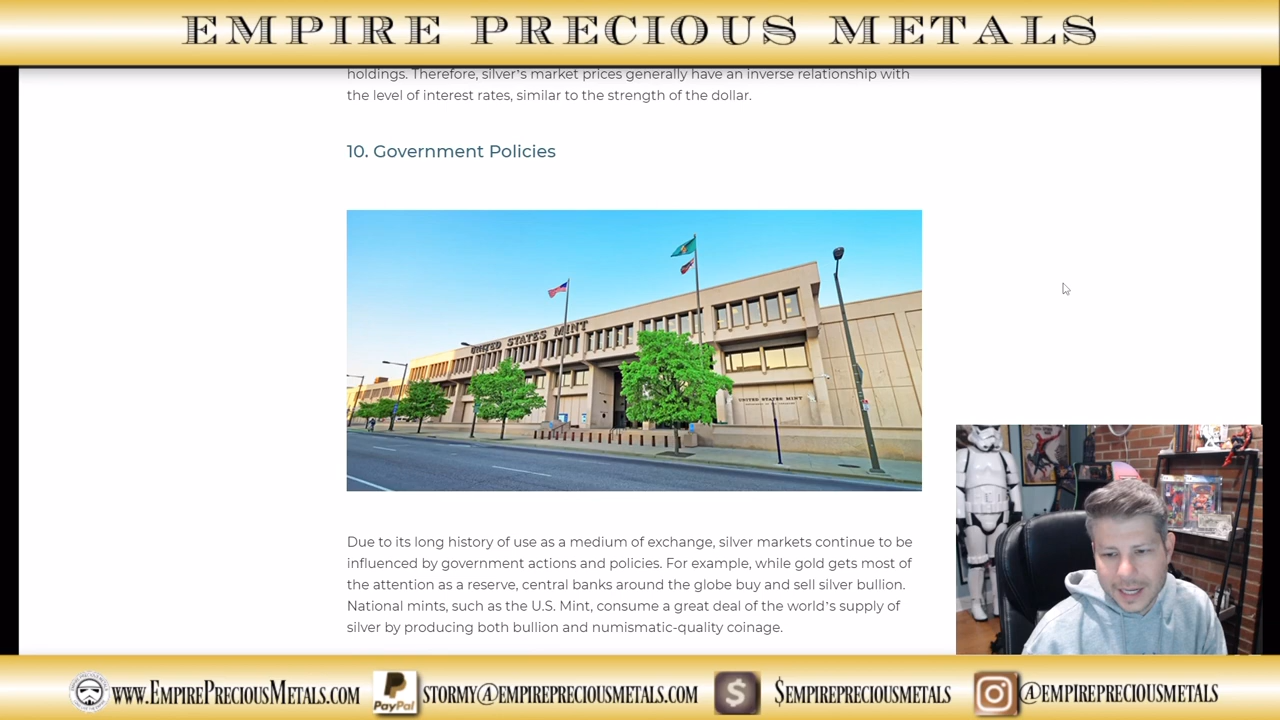 EMPIRE PRECIOUS METALS
holdings. Therefore, silver's market prices generally have an inverse relationship with
the level of interest rates, similar to the strength of the dollar.
10. Government Policies
UNITED STATES MINT
UNITED STATES MINT
Due to its long history of use as a medium of exchange, silver markets continue to be
influenced by government actions and policies. For example, while gold gets most of
the attention as a reserve, central banks around the globe buy and sell silver bullion.
National mints, such as the U.S. Mint, consume a great deal of the world's supply of
silver by producing both bullion and numismatic-quality coinage.
www.EmpirePreciousMetals.com
PayPal
stormy@empirepreciousmetals.com
$
$empirepreciousmetals
@empirepreciousmetals